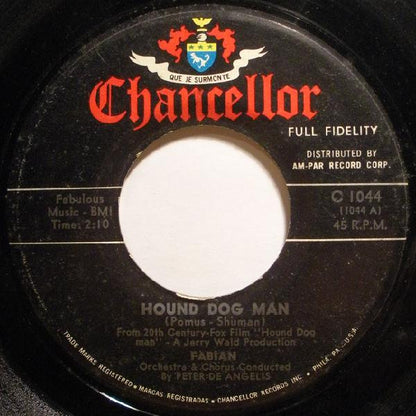 QUE JE SURMONTE
Chancellor
FULL FIDELITY
DISTRIBUTED BY
AM-PAR RECORD CORP.
Fabulous
Music - BMI
Time: 2:10
C 1044
(1044 A)
45 R.P.M.
HOUND DOG MAN
(Pomus - Shuman)
From 20th Century-Fox Film "Hound Dog
man" - A Jerry Wald Production
FABIAN
Orchestra & Chorus Conducted
By PETER DE ANGELIS
TRADE MARKS REGISTERED - MARCAS REGISTRADAS - CHANCELLOR RECORDS INC. - PHILA. PA., U.S.A.